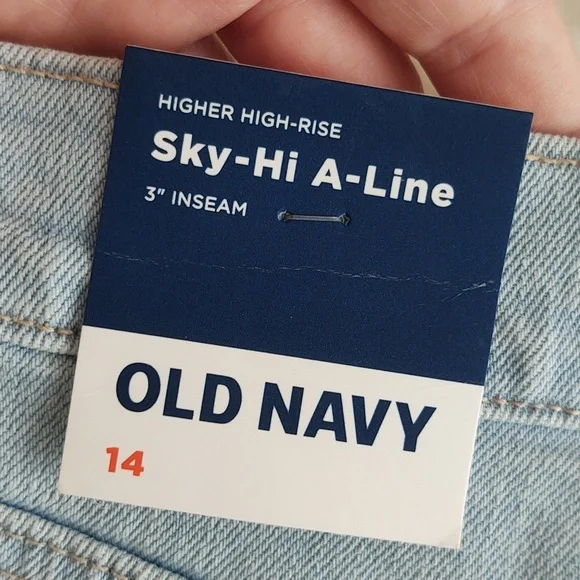 HIGHER HIGH-RISE
Sky-Hi A-Line
3" INSEAM
OLD NAVY
14